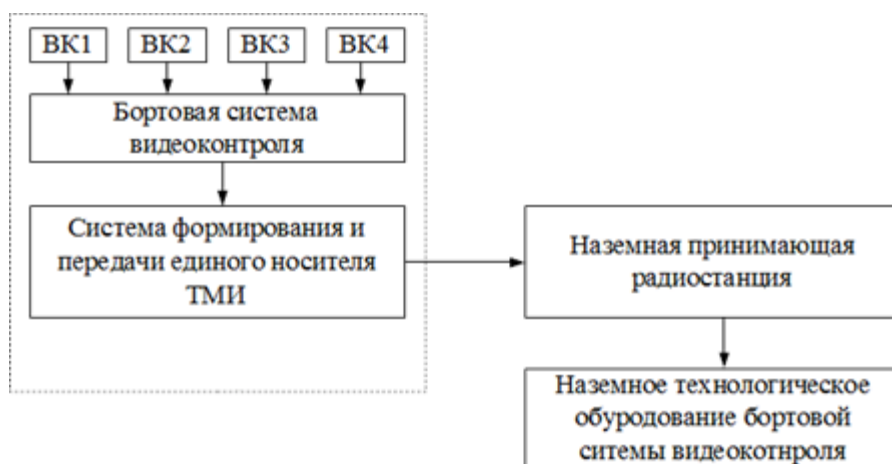 ВК1 ВК2 ВК3 ВК4
Бортовая система
видеоконтроля
Система формирования и
передачи единого носителя
ТМИ
Наземная принимающая
радиостанция
Наземное технологическое
обуродование бортовой
ситемы видеокотнроля